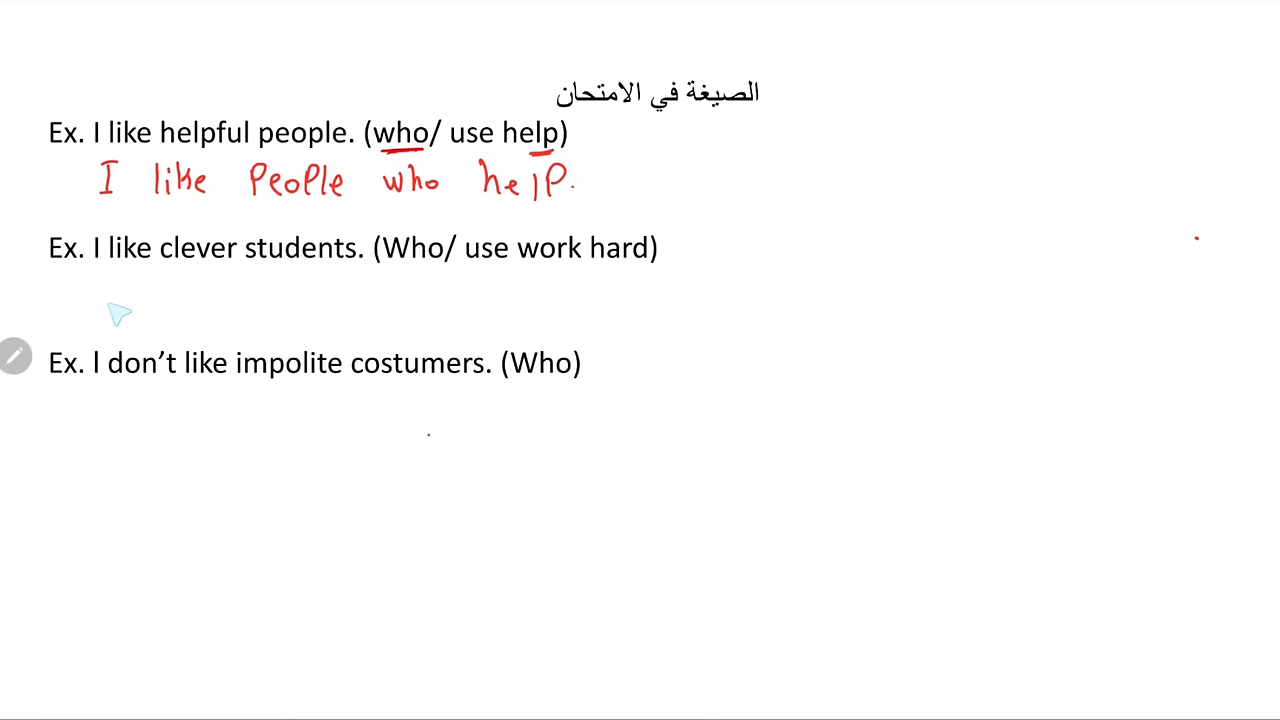 الصيغة في الامتحان
Ex. I like helpful people. (who/ use help)
I like people who help.
Ex. I like clever students. (Who/ use work hard)
Ex. l don’t like impolite costumers. (Who)